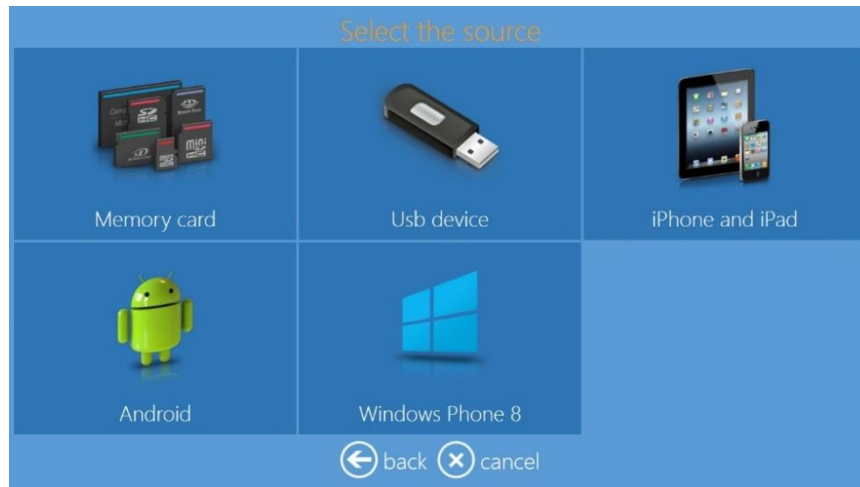 Select the source
Memory card
Usb device
iPhone and iPad
Android
Windows Phone 8
back
cancel